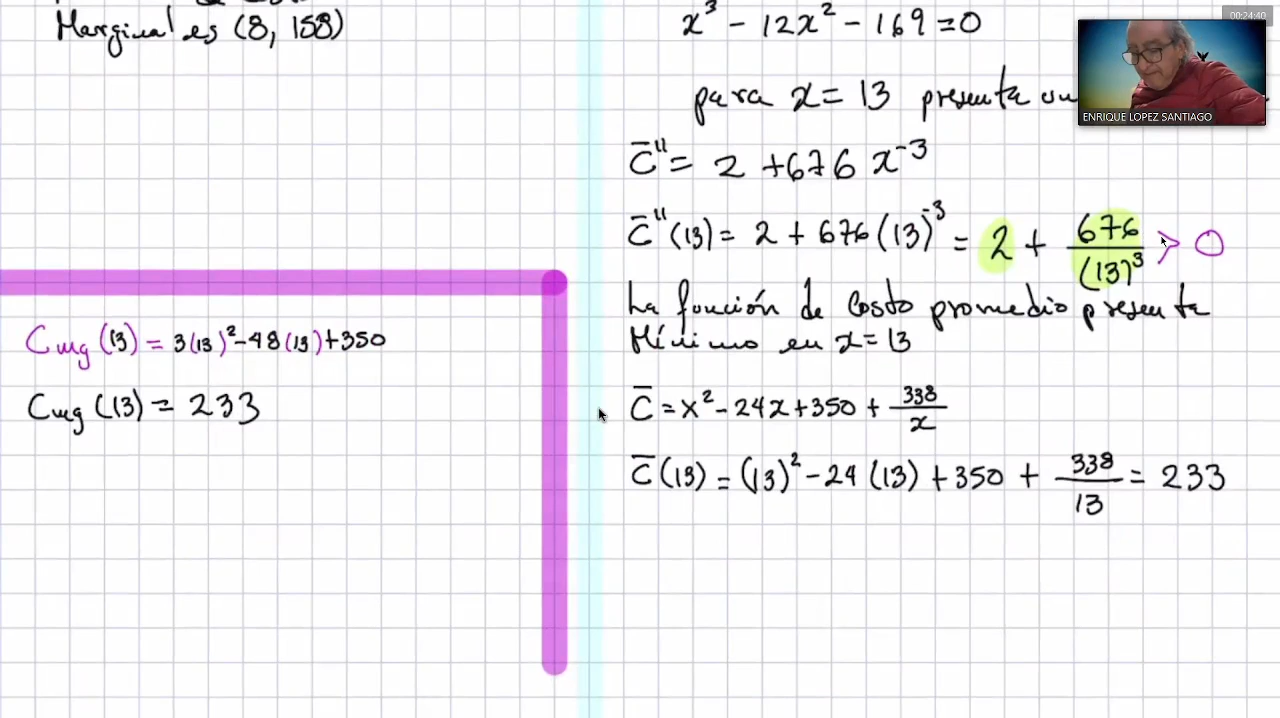 Marginal es (8, 158)
Cmg (13) = 3(13)²-48(13)+350
Cmg (13) = 233
x³ - 12x² - 169 = 0
para x = 13 presenta un
C̅'' = 2 + 676 x⁻³
C̅''(13) = 2 + 676 (13)⁻³ = 2 + 676/(13)³ > 0
La función de Costo promedio presenta
Mínimo en x = 13
C̅ = x² - 24x + 350 + 338/x
C̅(13) = (13)² - 24 (13) + 350 + 338/13 = 233
00:24:40
ENRIQUE LOPEZ SANTIAGO